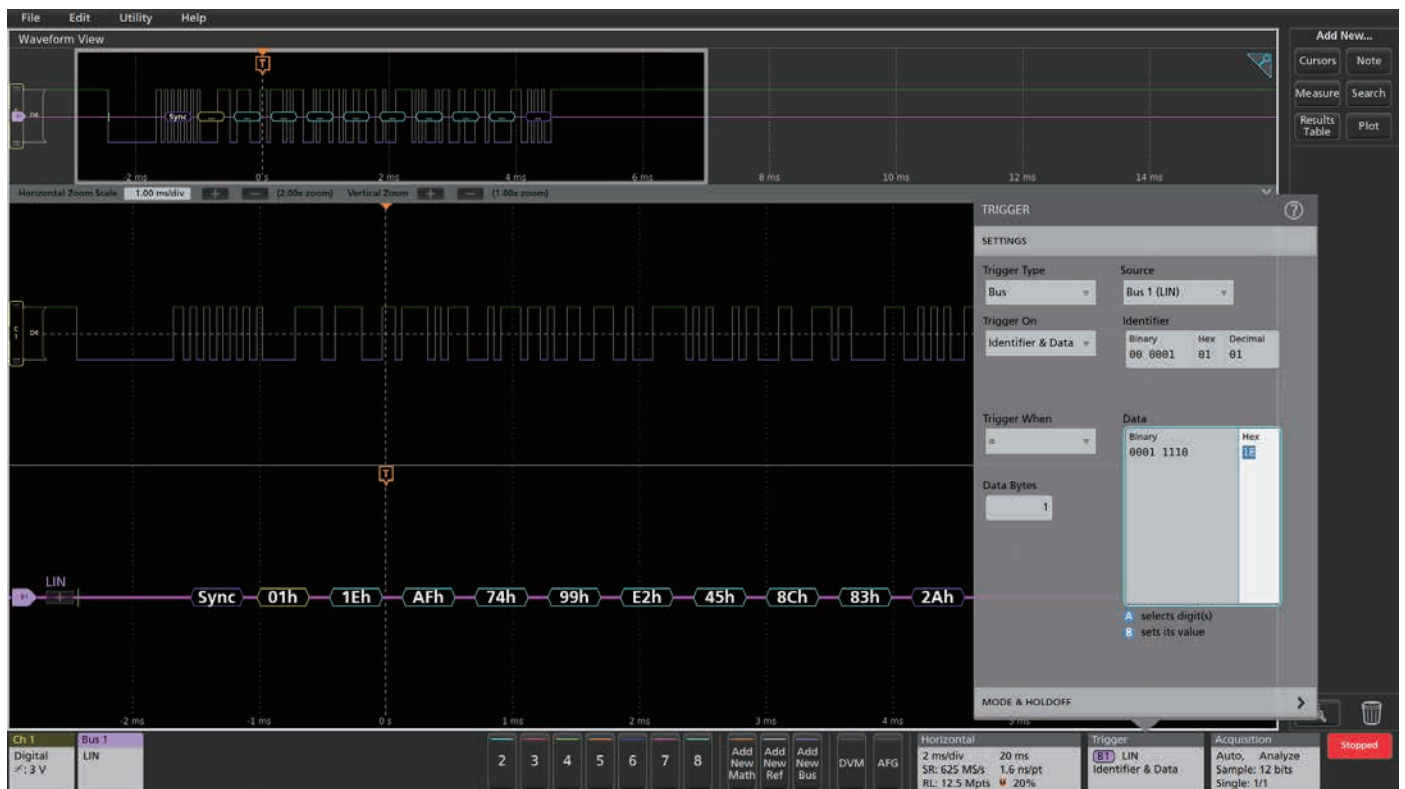 File Edit Utility Help
Waveform View
Add New...
Cursors Note
Measure Search
Results Table Plot
T
Sync
-2 ms 0 s 2 ms 4 ms 6 ms 8 ms 10 ms 12 ms 14 ms
Horizontal Zoom Scale 1.00 ms/div + — (2.00x zoom) Vertical Zoom + — (1.00x zoom)
TRIGGER ?
SETTINGS
Trigger Type Source
Bus Bus 1 (LIN)
Trigger On Identifier
Identifier & Data Binary Hex Decimal
00 0001 01 01
Trigger When Data
= Binary Hex
0001 1110 1E
Data Bytes
1
A selects digit(s)
B sets its value
MODE & HOLDOFF
C 1 D4
T
LIN
B1 + Sync 01h 1Eh AFh 74h 99h E2h 45h 8Ch 83h 2Ah
-2 ms -1 ms 0 s 1 ms 2 ms 3 ms 4 ms 5 ms
Ch 1
Digital
: 3 V
Bus 1
LIN
2 3 4 5 6 7 8
Add New Math
Add New Ref
Add New Bus
DVM AFG
Horizontal
2 ms/div 20 ms
SR: 625 MS/s 1.6 ns/pt
RL: 12.5 Mpts 20%
Trigger
B1 LIN
Identifier & Data
Acquisition
Auto, Analyze
Sample: 12 bits
Single: 1/1
Stopped